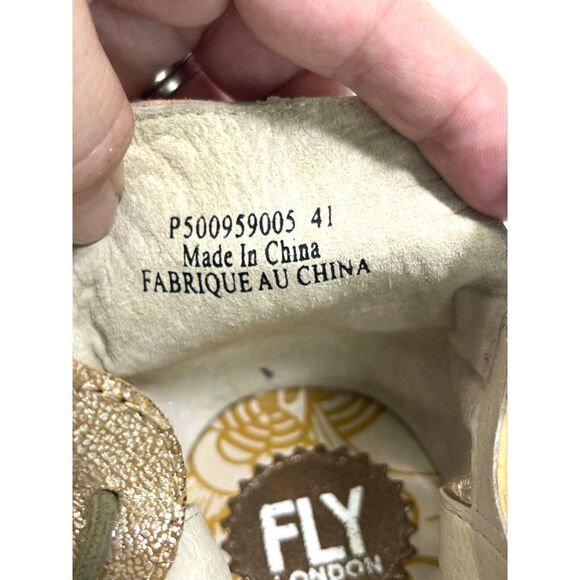 P500959005 41
Made In China
FABRIQUE AU CHINA
FLY
LONDON